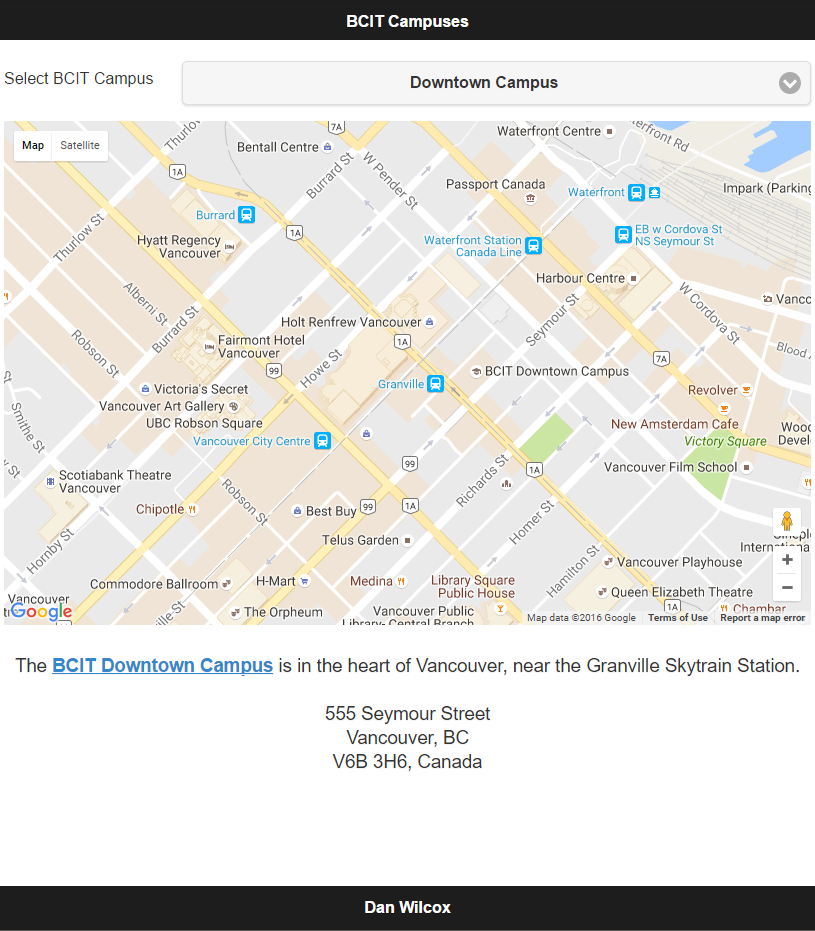 BCIT Campuses
Select BCIT Campus
Downtown Campus
Map
Satellite
Thurlow
7A
Waterfront Centre
erfront Rd
Bentall Centre
1A
Burrard St
W Pender St
Passport Canada
Waterfront
Impark (Parking
Burrard
Thurlow St
1A
EB w Cordova St
NS Seymour St
Hyatt Regency
Vancouver
Waterfront Station
Canada Line
Harbour Centre
Alberni St
Burrard St
Seymour St
W Cordova St
Vanco
Holt Renfrew Vancouver
Fairmont Hotel
Vancouver
1A
Robson St
Blood
7A
Howe St
99
BCIT Downtown Campus
St
Granville
Victoria's Secret
Revolver
Vancouver Art Gallery
Smithe St
UBC Robson Square
New Amsterdam Cafe
Wood
Devel
Vancouver City Centre
Victory Square
y St
99
1A
Vancouver Film School
Scotiabank Theatre
Vancouver
Richards St
Robson St
Chipotle
Best Buy
99
1A
Homer St
Cineple
Internationa
Telus Garden
Hornby St
Hamilton St
Vancouver Playhouse
+
Commodore Ballroom
H-Mart
Medina
Library Square
Public House
Queen Elizabeth Theatre
−
Vancouver
ville St
The Orpheum
Vancouver Public
Library- Central Branch
1A
Chambar
Google
Map data ©2016 Google
Terms of Use
Report a map error
The BCIT Downtown Campus is in the heart of Vancouver, near the Granville Skytrain Station.
555 Seymour Street
Vancouver, BC
V6B 3H6, Canada
Dan Wilcox